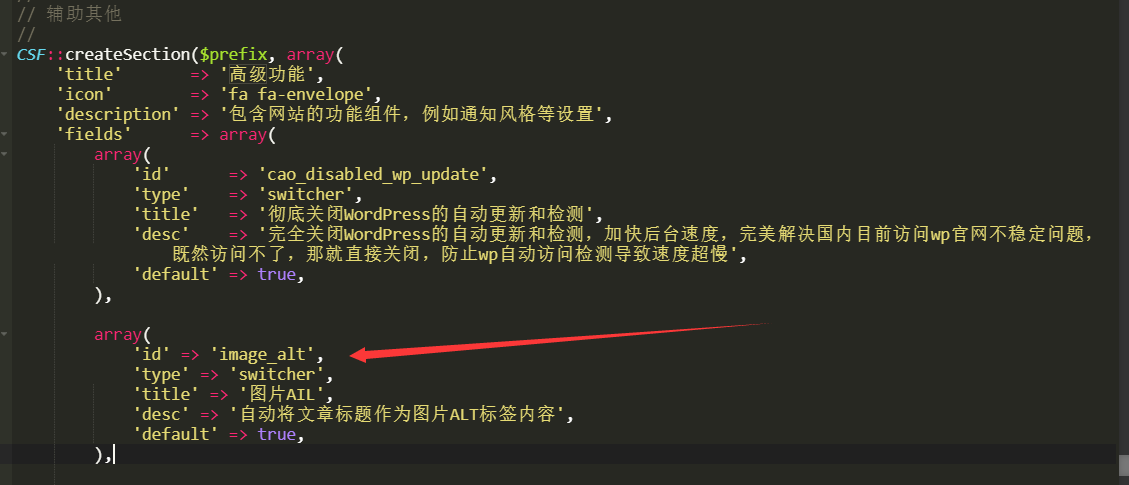 //
// 辅助其他
//
CSF::createSection($prefix, array(
    'title'       => '高级功能',
    'icon'        => 'fa fa-envelope',
    'description' => '包含网站的功能组件，例如通知风格等设置',
    'fields'      => array(
        array(
            'id'      => 'cao_disabled_wp_update',
            'type'    => 'switcher',
            'title'   => '彻底关闭WordPress的自动更新和检测',
            'desc'    => '完全关闭WordPress的自动更新和检测，加快后台速度，完美解决国内目前访问wp官网不稳定问题，
                既然访问不了，那就直接关闭，防止wp自动访问检测导致速度超慢',
            'default' => true,
        ),
        array(
            'id' => 'image_alt',
            'type' => 'switcher',
            'title' => '图片AIL',
            'desc' => '自动将文章标题作为图片ALT标签内容',
            'default' => true,
        ),